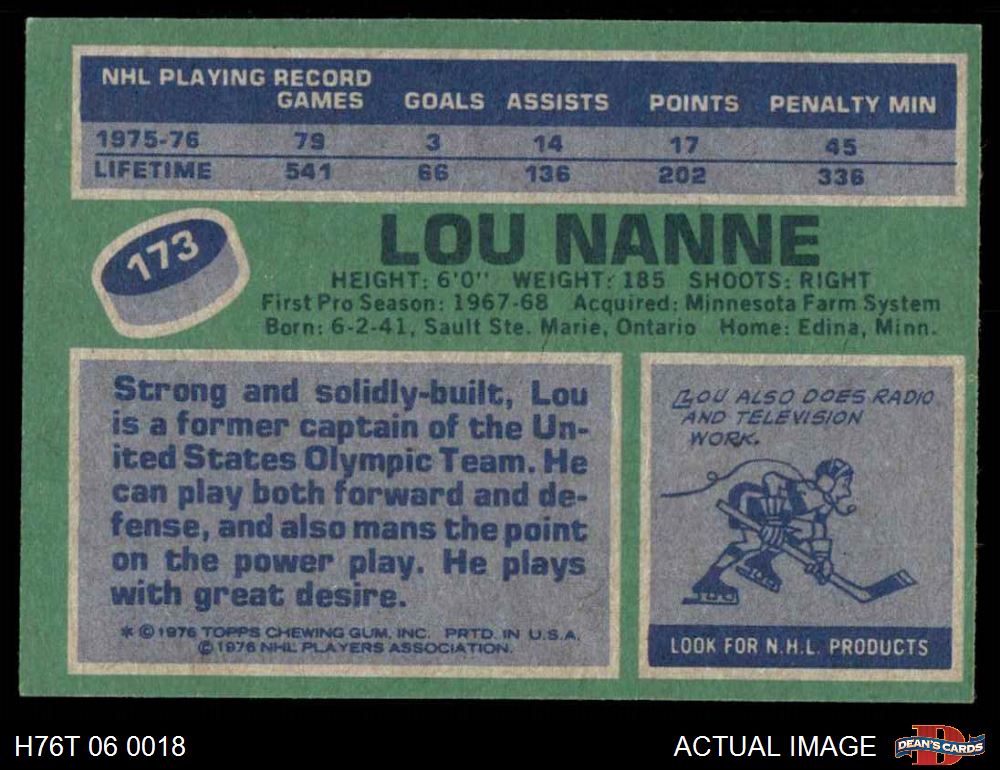 NHL PLAYING RECORD
GAMES GOALS ASSISTS POINTS PENALTY MIN
1975-76 79 3 14 17 45
LIFETIME 541 66 136 202 336
173
LOU NANNE
HEIGHT: 6'0'' WEIGHT: 185 SHOOTS: RIGHT
First Pro Season: 1967-68 Acquired: Minnesota Farm System
Born: 6-2-41, Sault Ste. Marie, Ontario Home: Edina, Minn.
Strong and solidly-built, Lou
is a former captain of the Un-
ited States Olympic Team. He
can play both forward and de-
fense, and also mans the point
on the power play. He plays
with great desire.
* © 1976 TOPPS CHEWING GUM, INC. PRTD. IN U.S.A.
© 1976 NHL PLAYERS ASSOCIATION.
LOU ALSO DOES RADIO
AND TELEVISION
WORK.
LOOK FOR N.H.L. PRODUCTS
H76T 06 0018
ACTUAL IMAGE
D
DEAN'S CARDS